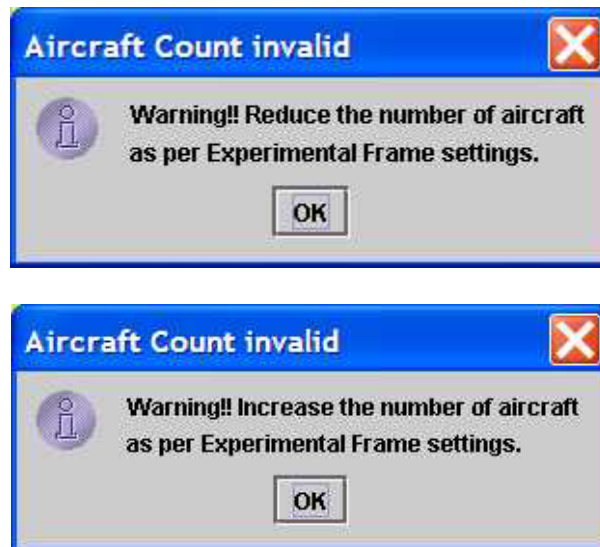 Aircraft Count invalid
Warning!! Reduce the number of aircraft
as per Experimental Frame settings.
OK
Aircraft Count invalid
Warning!! Increase the number of aircraft
as per Experimental Frame settings.
OK